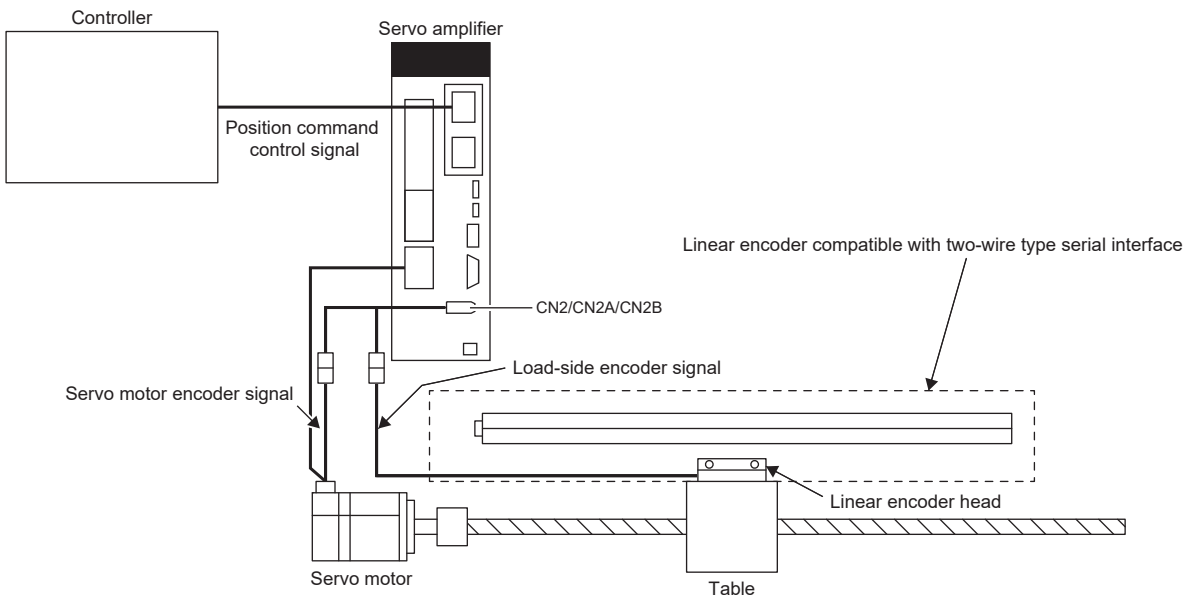 Controller
Servo amplifier
Position command
control signal
Linear encoder compatible with two-wire type serial interface
CN2/CN2A/CN2B
Load-side encoder signal
Servo motor encoder signal
Linear encoder head
Servo motor
Table